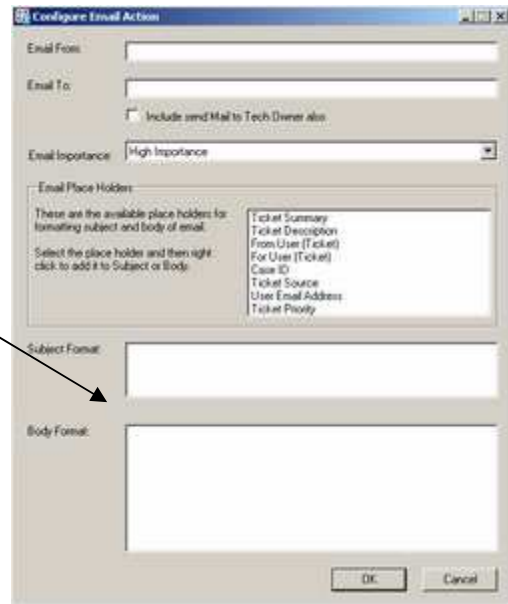 Configure Email Action
Email From:
Email To:
Include send Mail to Tech Owner also
Email Importance
High Importance
Email Place Holders
These are the available place holders for
formatting subject and body of email.
Select the place holder and then right
click to add it to Subject or Body.
Ticket Summary
Ticket Description
From User (Ticket)
For User (Ticket)
Case ID
Ticket Source
User Email Address
Ticket Priority
Subject Format:
Body Format:
OK
Cancel